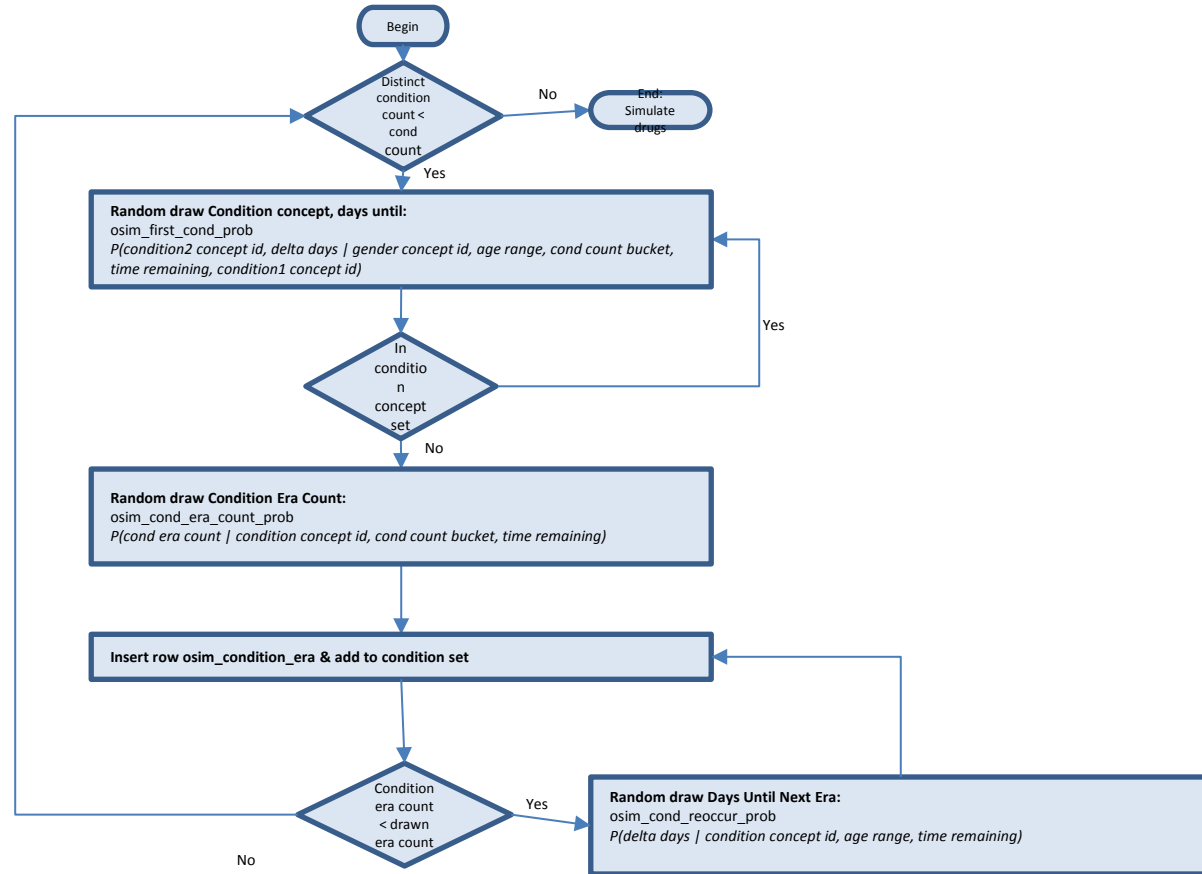 Begin
Distinct
condition
count <
cond
count
No
End:
Simulate
drugs
Yes
Random draw Condition concept, days until:
osim_first_cond_prob
P(condition2 concept id, delta days | gender concept id, age range, cond count bucket,
time remaining, condition1 concept id)
Yes
In
conditio
n
concept
set
No
Random draw Condition Era Count:
osim_cond_era_count_prob
P(cond era count | condition concept id, cond count bucket, time remaining)
Insert row osim_condition_era & add to condition set
Condition
era count
< drawn
era count
Yes
Random draw Days Until Next Era:
osim_cond_reoccur_prob
P(delta days | condition concept id, age range, time remaining)
No